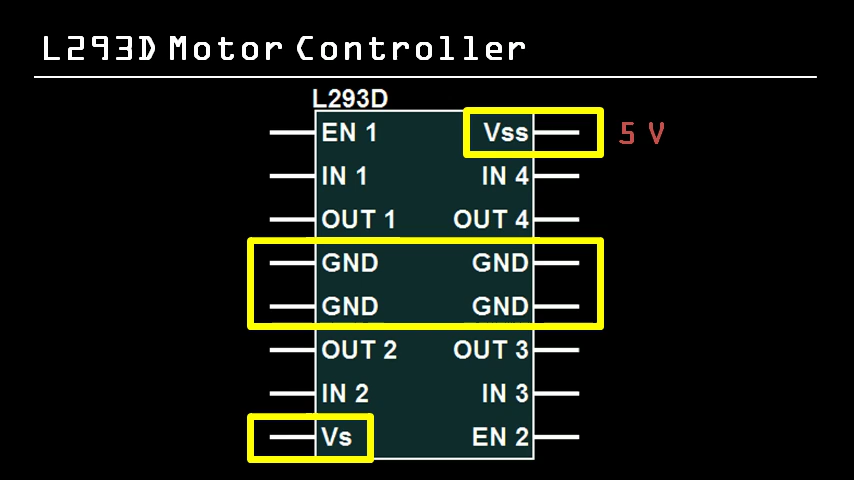 L293D Motor Controller
L293D
EN 1 Vss 5 V
IN 1 IN 4
OUT 1 OUT 4
GND GND
GND GND
OUT 2 OUT 3
IN 2 IN 3
Vs EN 2